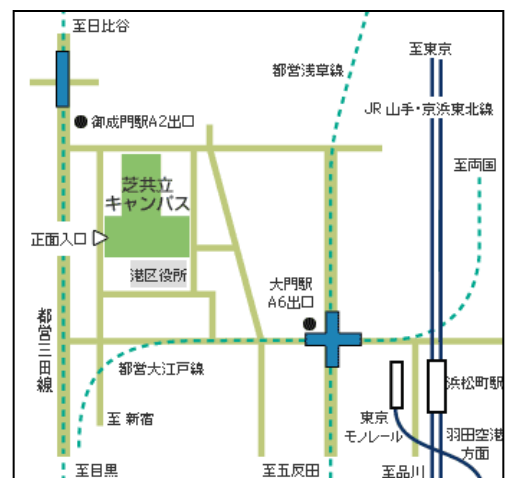 至日比谷
至東京
都営浅草線
JR 山手・京浜東北線
御成門駅A2出口
至両国
芝共立
キャンパス
正面入口
港区役所
大門駅
A6出口
都営三田線
都営大江戸線
浜松町駅
東京
モノレール
至 新宿
羽田空港
方面
至目黒
至五反田
至品川